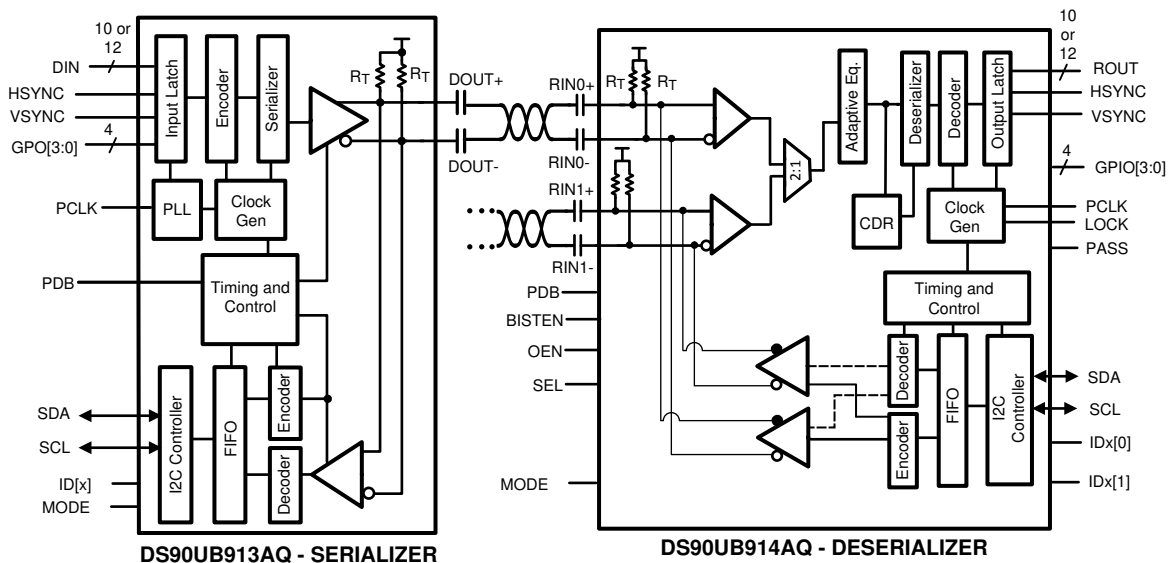 10 or
12
DIN
HSYNC
VSYNC
4
GPO[3:0]
PCLK
PDB
SDA
SCL
ID[x]
MODE
Input Latch
Encoder
Serializer
PLL
Clock
Gen
Timing and
Control
I2C Controller
FIFO
Encoder
Decoder
RT
RT
DOUT+
DOUT-
DS90UB913AQ - SERIALIZER
RIN0+
RIN0-
RIN1+
RIN1-
PDB
BISTEN
OEN
SEL
MODE
RT
RT
2:1
Adaptive Eq.
CDR
Deserializer
Decoder
Output Latch
Clock
Gen
Timing and
Control
Decoder
Encoder
FIFO
I2C
Controller
10
or
12
ROUT
HSYNC
VSYNC
4
GPIO[3:0]
PCLK
LOCK
PASS
SDA
SCL
IDx[0]
IDx[1]
DS90UB914AQ - DESERIALIZER